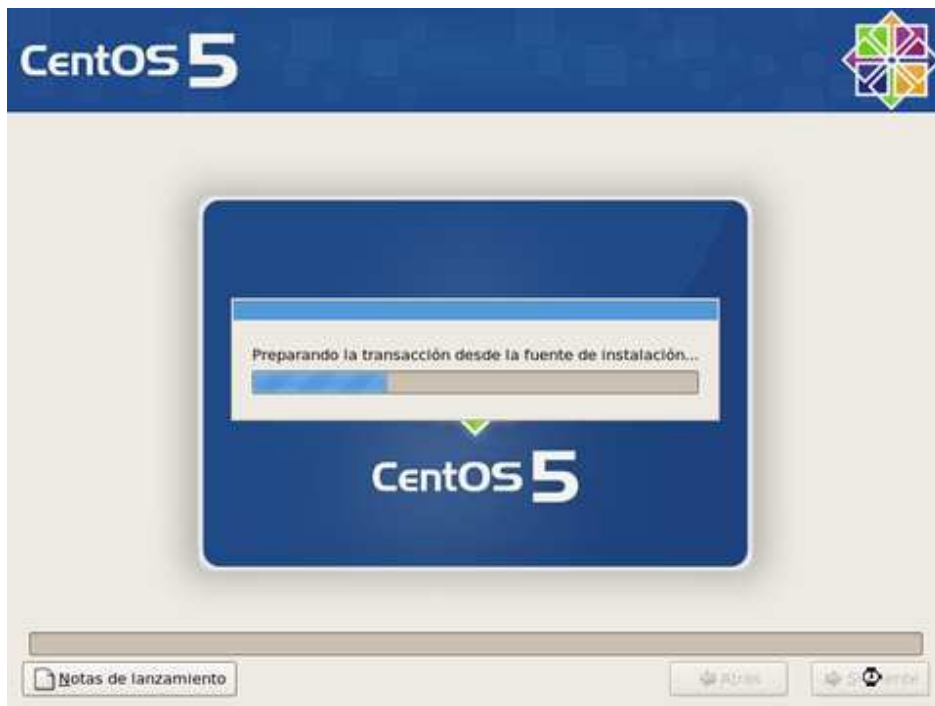 CentOS 5
Preparando la transacción desde la fuente de instalación...
CentOS 5
Notas de lanzamiento
Atrás